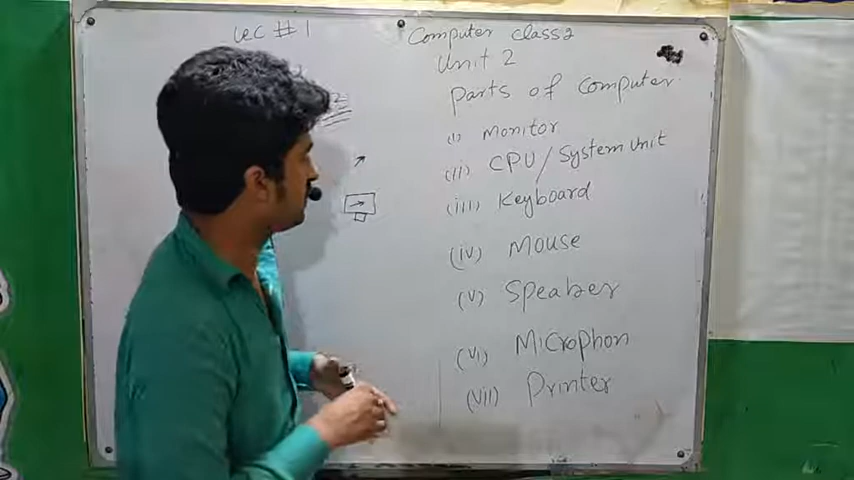 Lec # 1
Computer Class 2
Unit 2
Parts of Computer
(i) Monitor
(ii) CPU / System Unit
(iii) Keyboard
(iv) Mouse
(v) Speaker
(vi) Microphon
(vii) Printer